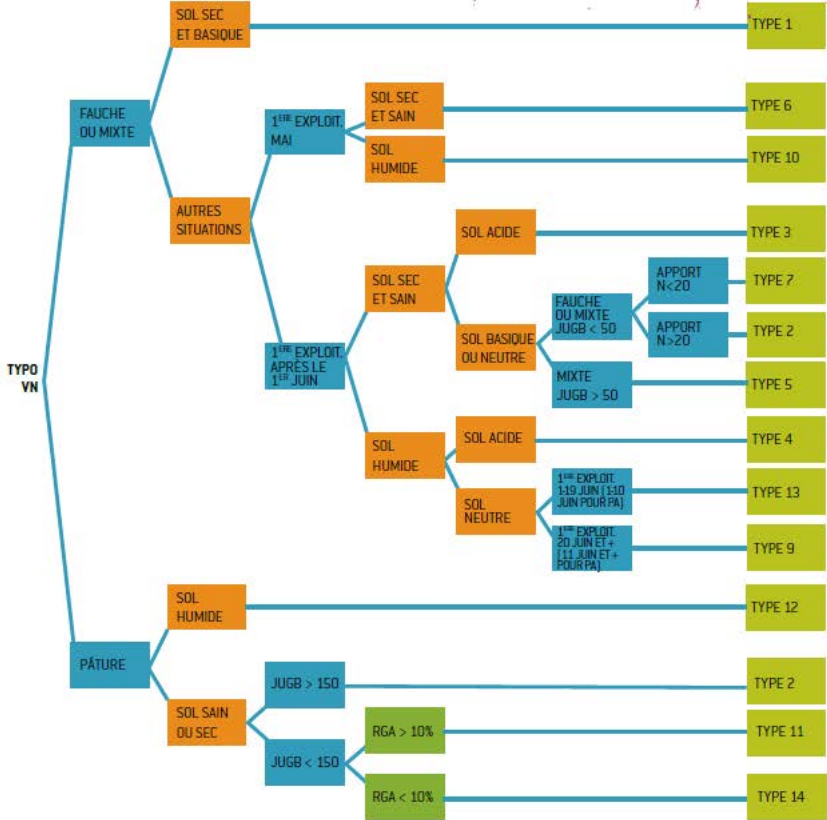 TYPO
VN
FAUCHE
OU MIXTE
SOL SEC
ET BASIQUE
TYPE 1
AUTRES
SITUATIONS
1ERE EXPLOIT.
MAI
SOL SEC
ET SAIN
TYPE 6
SOL
HUMIDE
TYPE 10
1ERE EXPLOIT.
APRÈS LE
1ER JUIN
SOL SEC
ET SAIN
SOL ACIDE
TYPE 3
SOL BASIQUE
OU NEUTRE
FAUCHE
OU MIXTE
JUGB < 50
APPORT
N<20
TYPE 7
APPORT
N>20
TYPE 2
MIXTE
JUGB > 50
TYPE 5
SOL
HUMIDE
SOL ACIDE
TYPE 4
SOL
NEUTRE
1ERE EXPLOIT.
1-19 JUIN (1-10
JUIN POUR PA)
TYPE 13
1ERE EXPLOIT.
20 JUIN ET +
(11 JUIN ET +
POUR PA)
TYPE 9
PÂTURE
SOL
HUMIDE
TYPE 12
SOL SAIN
OU SEC
JUGB > 150
TYPE 2
JUGB < 150
RGA > 10%
TYPE 11
RGA < 10%
TYPE 14